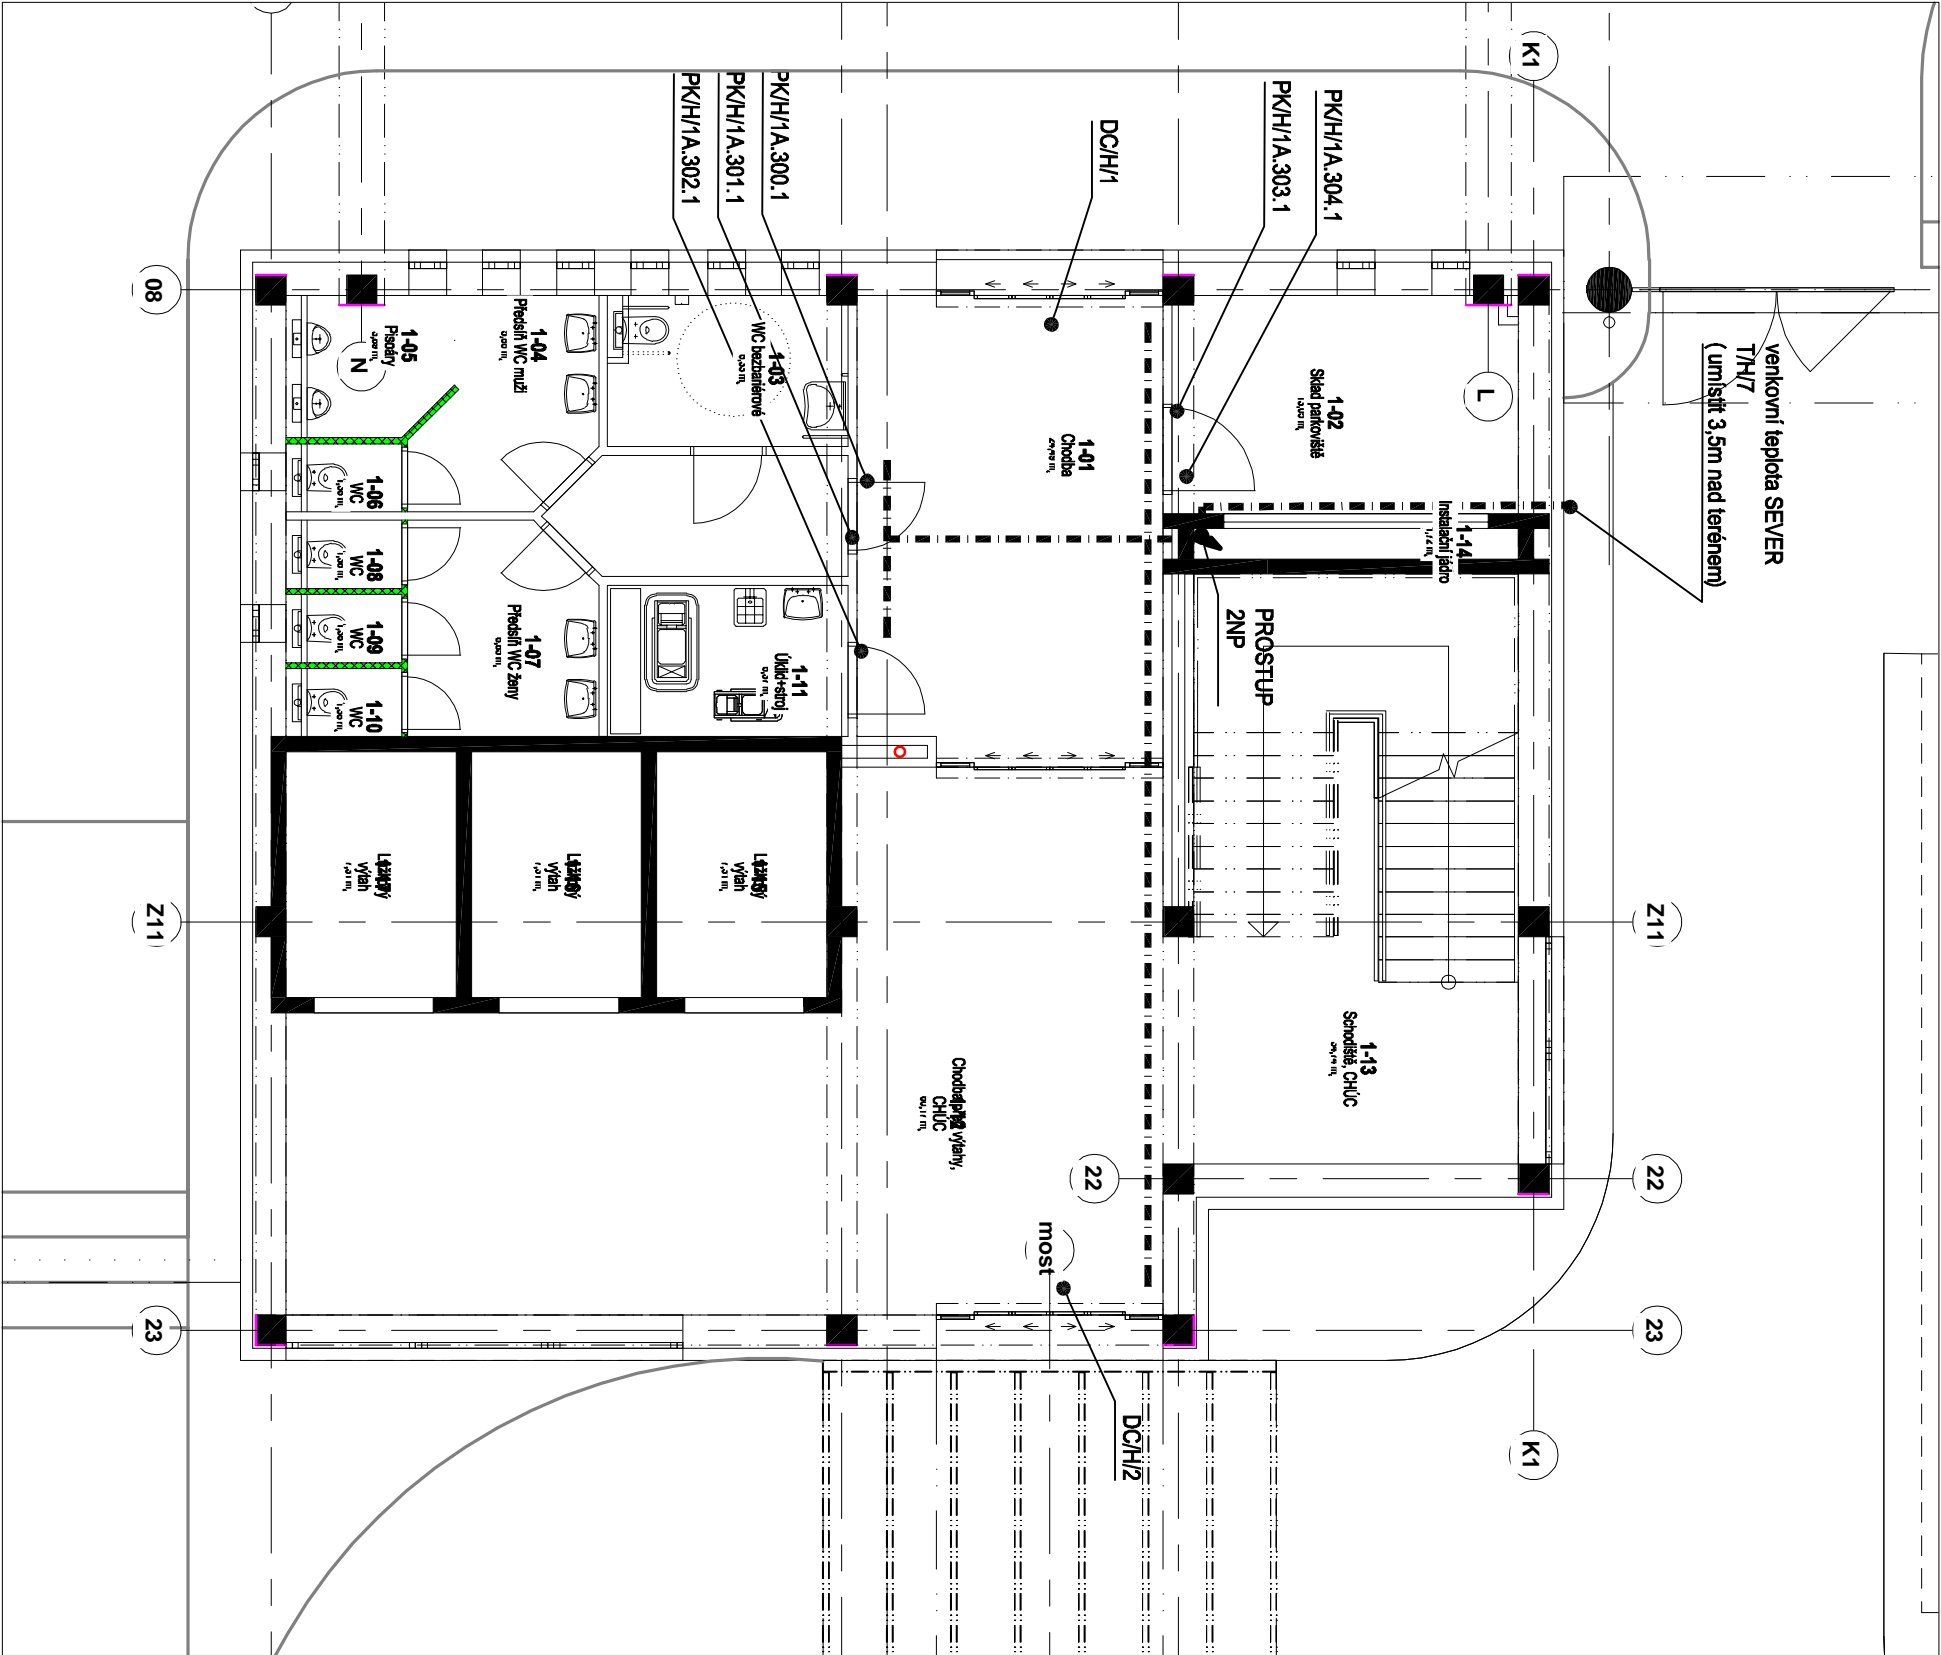 K1
PK/H/1A.304.1
PK/H/1A.303.1
DC/H/1
PK/H/1A.300.1
PK/H/1A.301.1
PK/H/1A.302.1
08
venkovní teplota SEVER
T/H/7
( umístit 3,5m nad terénem)
L
N
1-02
Sklad parkoviště
1-01
Chodba
1-03
WC bezbariérové
1-04
Předsíň WC muži
1-05
Pisoáry
1-14
Instalační jádro
1-06
WC
1-08
WC
1-09
WC
1-10
WC
1-07
Předsíň WC ženy
1-11
Úklid+stroj
PROSTUP
2NP
výtah
výtah
výtah
Z11
Z11
1-13
Schodiště, CHÚC
výtahy,
CHÚC
22
22
most
23
23
DC/H/2
K1